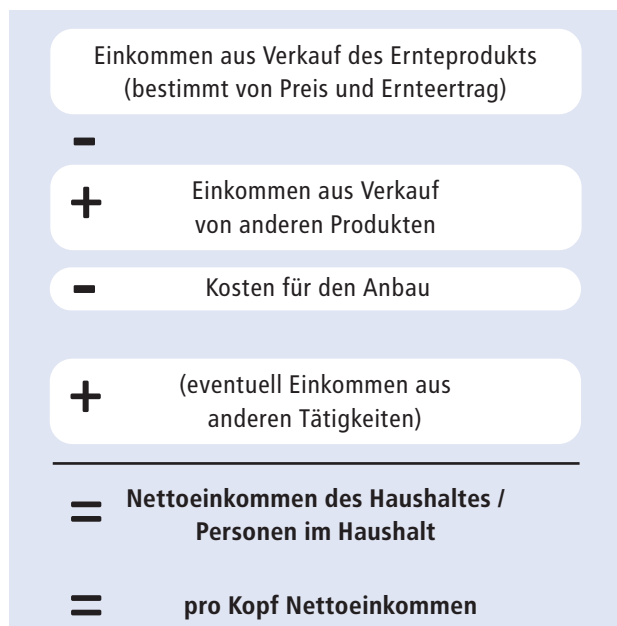 Einkommen aus Verkauf des Ernteprodukts
(bestimmt von Preis und Ernteertrag)
-
+ Einkommen aus Verkauf
von anderen Produkten
- Kosten für den Anbau
+ (eventuell Einkommen aus
anderen Tätigkeiten)
= Nettoeinkommen des Haushaltes /
Personen im Haushalt
= pro Kopf Nettoeinkommen